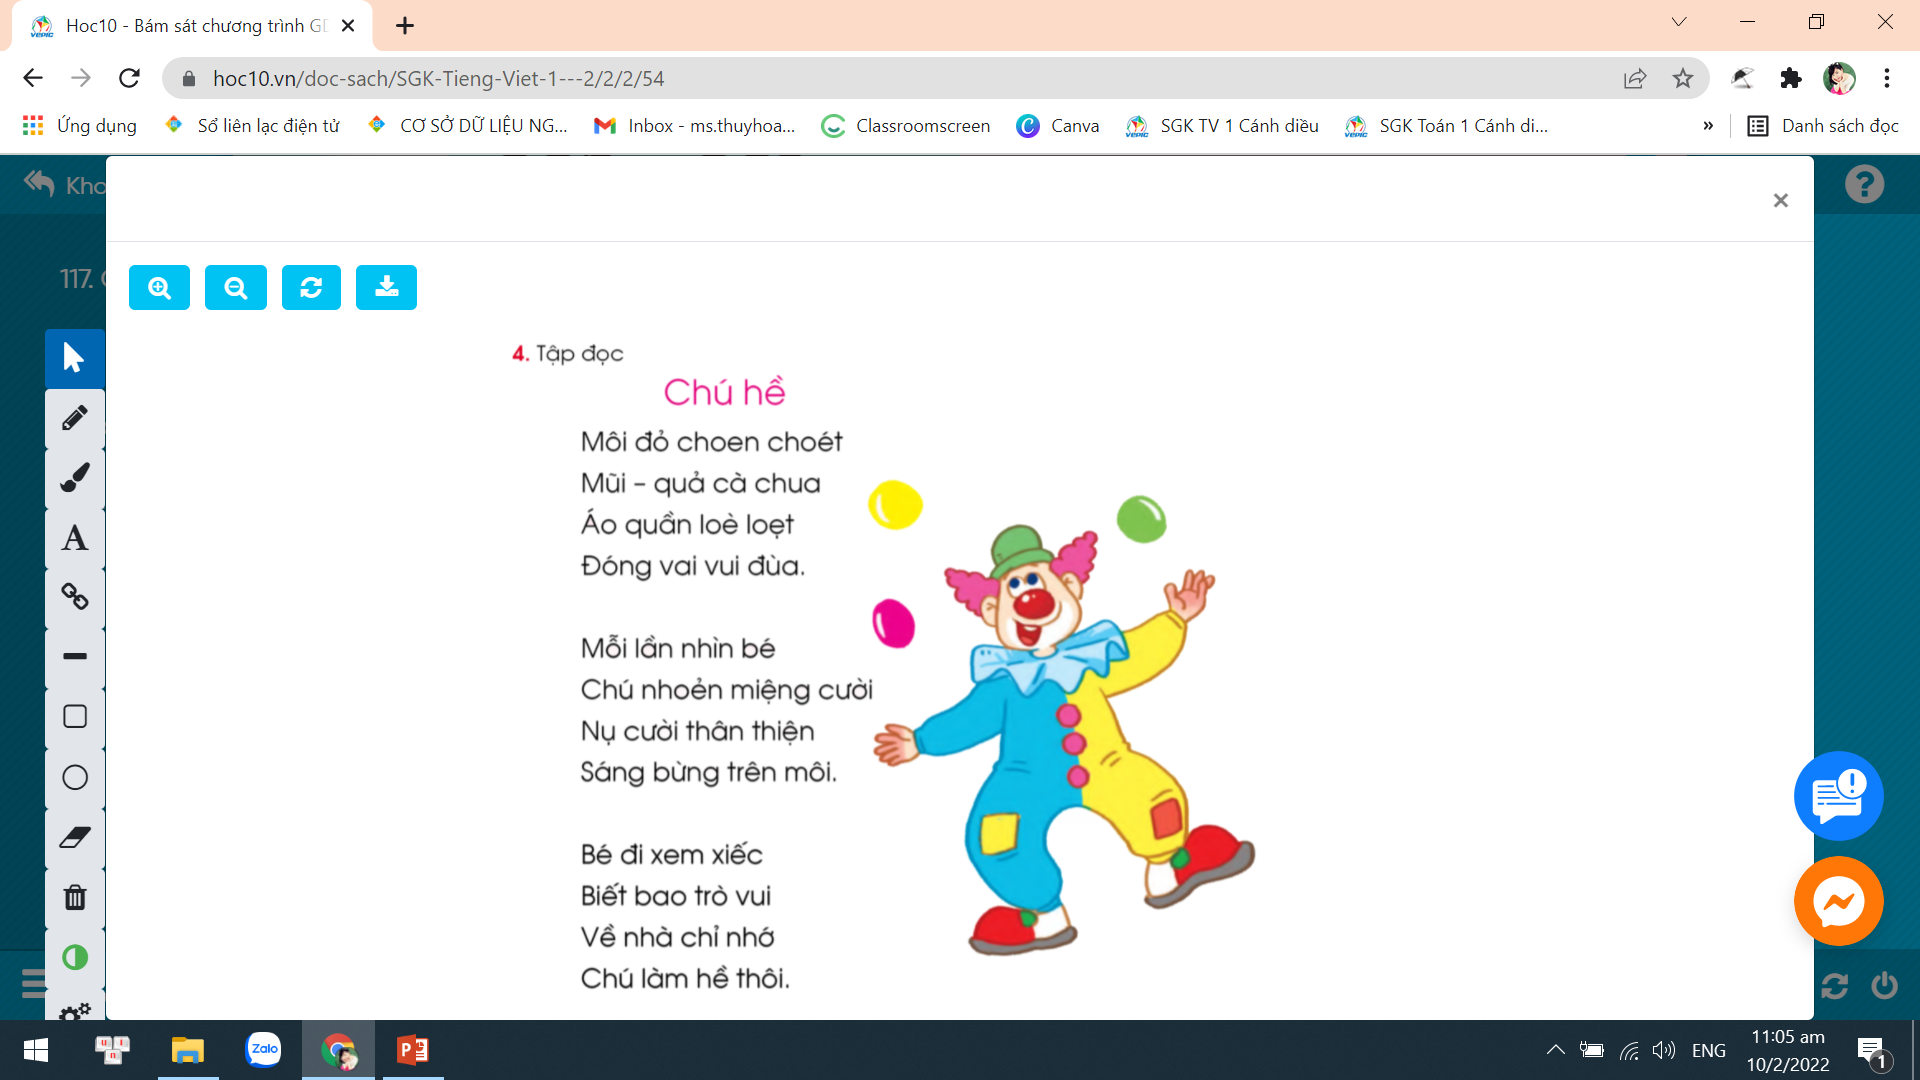 Hoc10 - Bám sát chương trình GD
hoc10.vn/doc-sach/SGK-Tieng-Viet-1---2/2/2/54
Ứng dụng
Sổ liên lạc điện tử
CƠ SỞ DỮ LIỆU NG...
Inbox - ms.thuyhoa...
Classroomscreen
Canva
SGK TV 1 Cánh diều
SGK Toán 1 Cánh di...
»
Danh sách đọc
Kho
117.
4. Tập đọc
Chú hề
Môi đỏ choen choét
Mũi – quả cà chua
Áo quần loè loẹt
Đóng vai vui đùa.
Mỗi lần nhìn bé
Chú nhoẻn miệng cười
Nụ cười thân thiện
Sáng bừng trên môi.
Bé đi xem xiếc
Biết bao trò vui
Về nhà chỉ nhớ
Chú làm hề thôi.
A
Zalo
ENG
11:05 am
10/2/2022
1